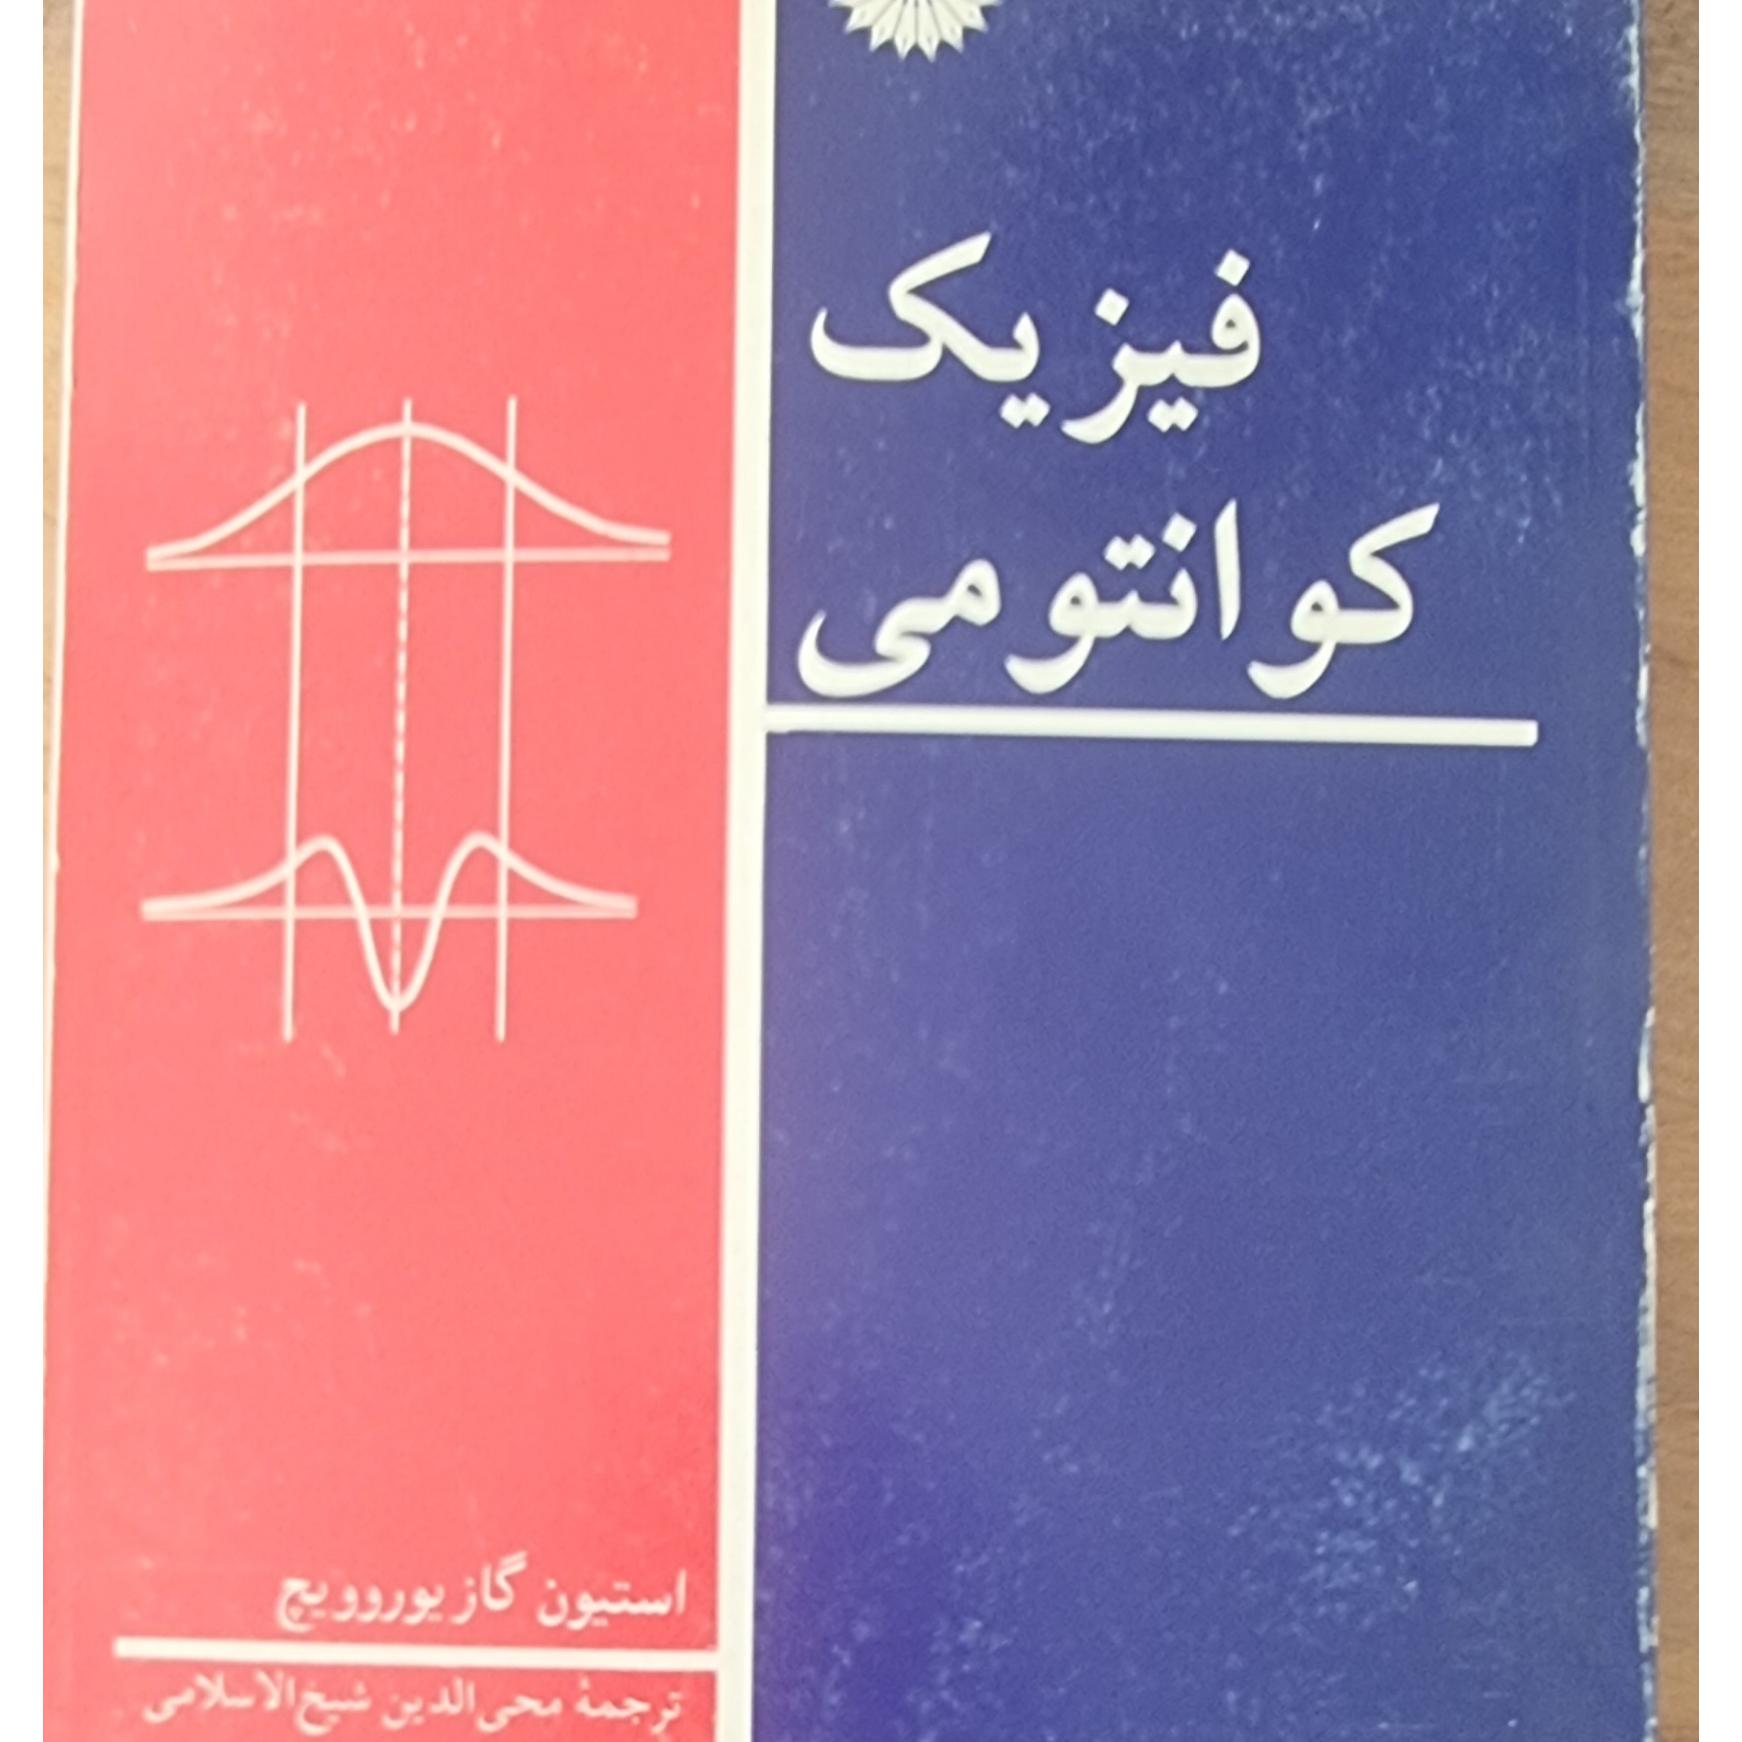 فیزیک
کوانتومی
استیون گازیوروویچ
ترجمهٔ محی‌الدین شیخ‌الاسلامی